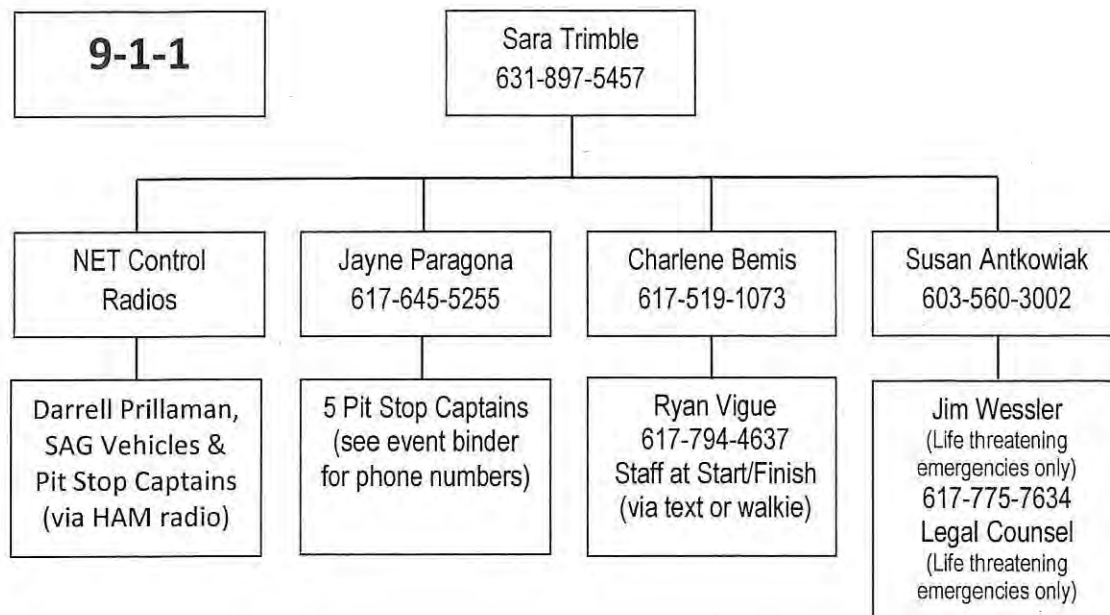 9-1-1
Sara Trimble
631-897-5457
NET Control
Radios
Jayne Paragona
617-645-5255
Charlene Bemis
617-519-1073
Susan Antkowiak
603-560-3002
Darrell Prillaman,
SAG Vehicles &
Pit Stop Captains
(via HAM radio)
5 Pit Stop Captains
(see event binder
for phone numbers)
Ryan Vigue
617-794-4637
Staff at Start/Finish
(via text or walkie)
Jim Wessler
(Life threatening
emergencies only)
617-775-7634
Legal Counsel
(Life threatening
emergencies only)